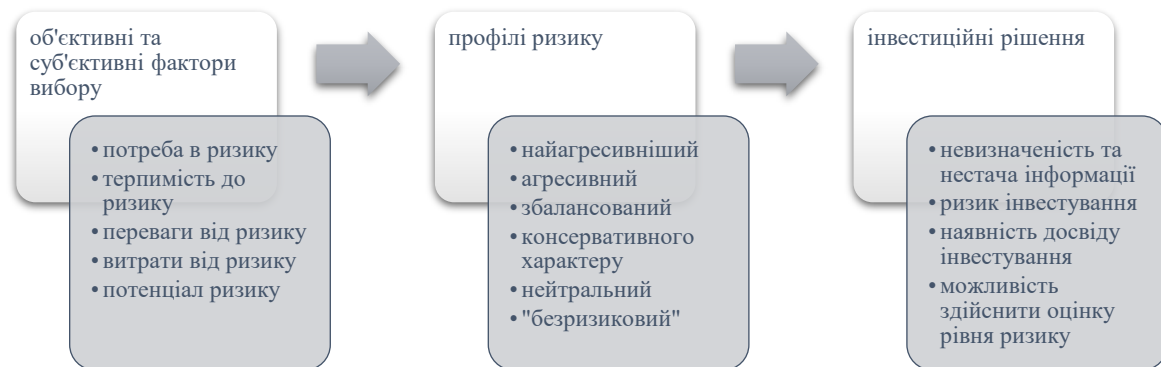 об'єктивні та
суб'єктивні фактори
вибору
• потреба в ризику
• терпимість до
ризику
• переваги від ризику
• витрати від ризику
• потенціал ризику
профілі ризику
• найагресивніший
• агресивний
• збалансований
• консервативного
характеру
• нейтральний
• "безризиковий"
інвестиційні рішення
• невизначеність та
нестача інформації
• ризик інвестування
• наявність досвіду
інвестування
• можливість
здійснити оцінку
рівня ризику